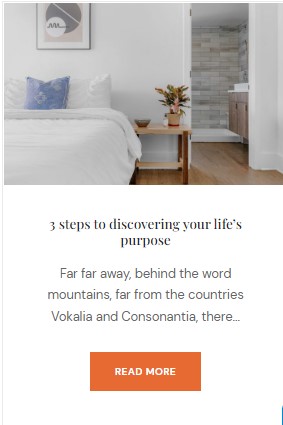 3 steps to discovering your life's
purpose
Far far away, behind the word
mountains, far from the countries
Vokalia and Consonantia, there...
READ MORE